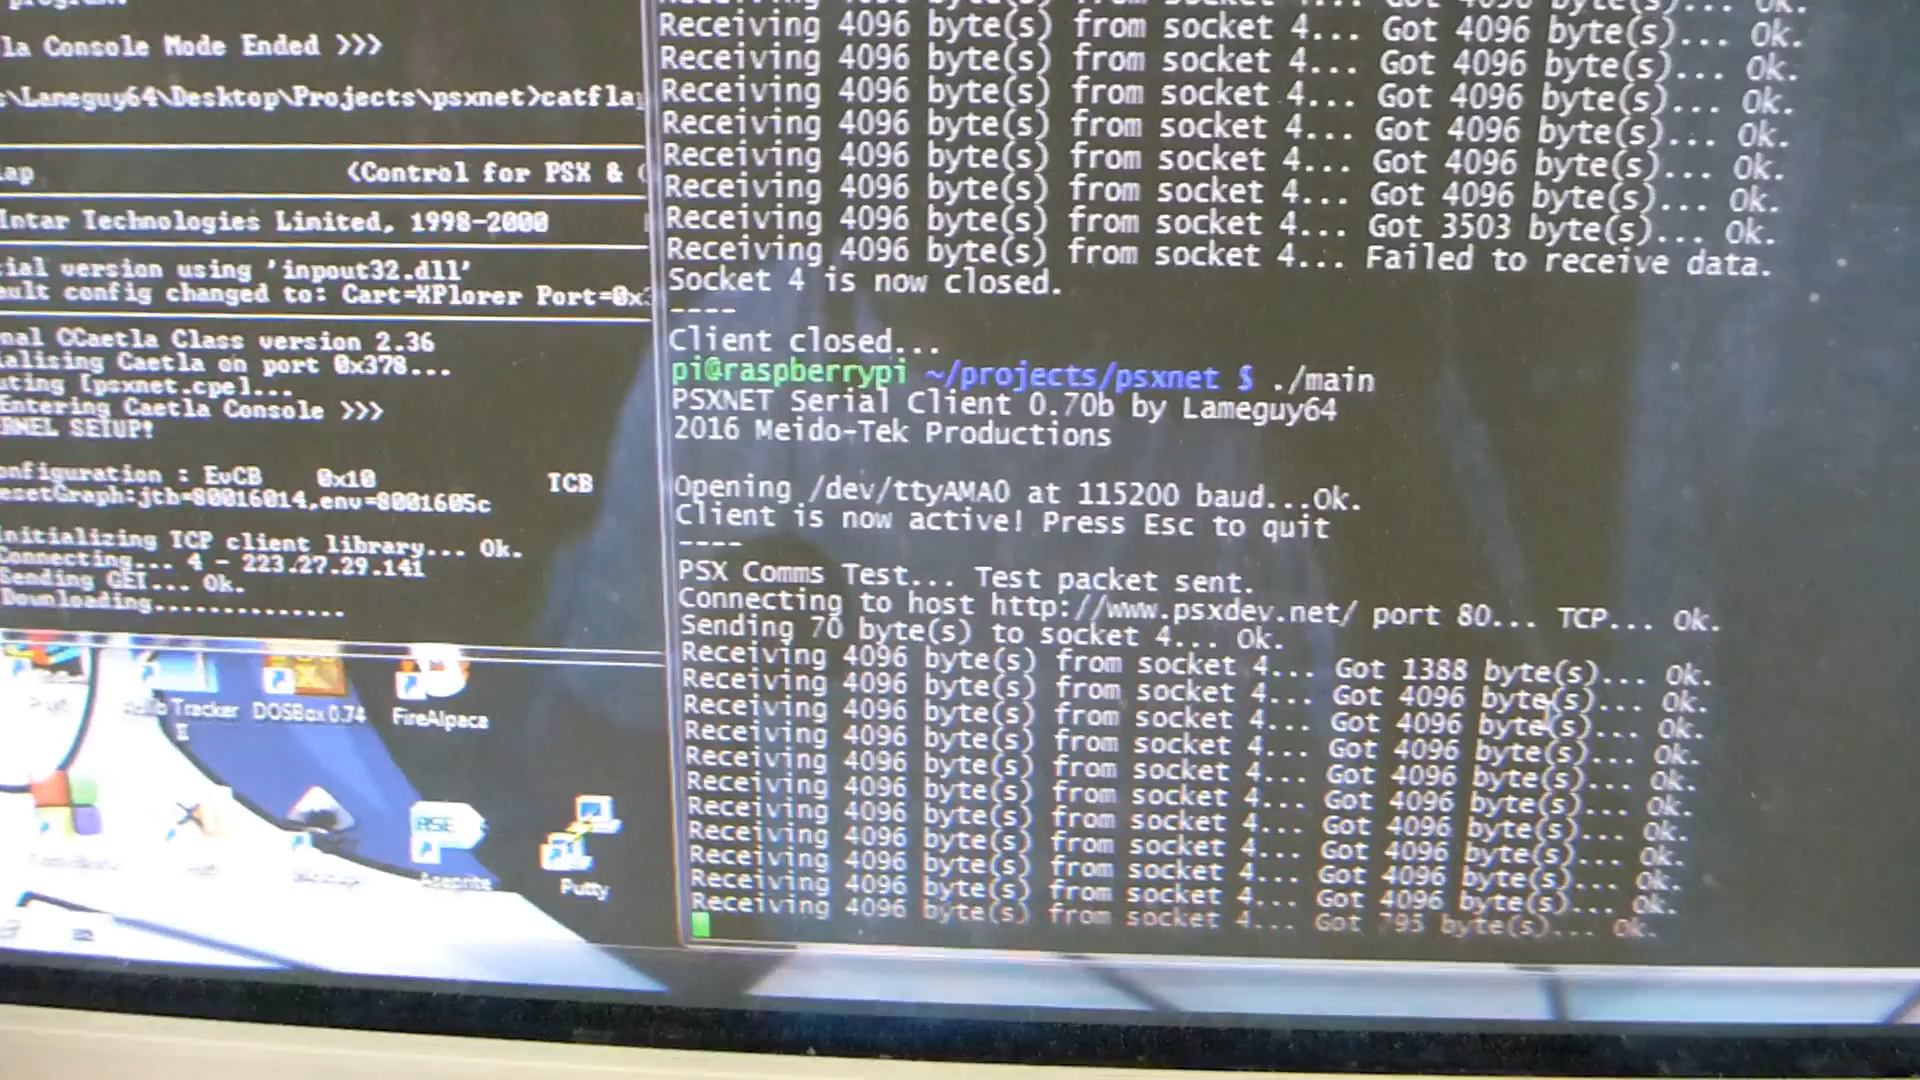 la Console Mode Ended >>>
\Lameguy64\Desktop\Projects\psxnet>catfla
ap (Control for PSX &
Intar Technologies Limited, 1998-2000
ial version using 'inpout32.dll'
ault config changed to: Cart=XPlorer Port=0x3
nal CCaetla Class version 2.36
ialising Caetla on port 0x378...
uting [psxnet.cpe]...
Entering Caetla Console >>>
RNEL SETUP!
onfiguration : EvCB 0x10 TCB
esetGraph:jtb=80016014,env=8001605c
Initializing TCP client library... Ok.
Connecting... 4 - 223.27.29.141
Sending GET... Ok.
Downloading..............
Receiving 4096 byte(s) from socket 4... Got 4096 byte(s)... Ok.
Receiving 4096 byte(s) from socket 4... Got 4096 byte(s)... Ok.
Receiving 4096 byte(s) from socket 4... Got 4096 byte(s)... Ok.
Receiving 4096 byte(s) from socket 4... Got 4096 byte(s)... Ok.
Receiving 4096 byte(s) from socket 4... Got 4096 byte(s)... Ok.
Receiving 4096 byte(s) from socket 4... Got 4096 byte(s)... Ok.
Receiving 4096 byte(s) from socket 4... Got 3503 byte(s)... Ok.
Receiving 4096 byte(s) from socket 4... Failed to receive data.
Socket 4 is now closed.
----
Client closed...
pi@raspberrypi ~/projects/psxnet $ ./main
PSXNET Serial Client 0.70b by Lameguy64
2016 Meido-Tek Productions
Opening /dev/ttyAMA0 at 115200 baud...Ok.
Client is now active! Press Esc to quit
----
PSX Comms Test... Test packet sent.
Connecting to host http://www.psxdev.net/ port 80... TCP... Ok.
Sending 70 byte(s) to socket 4... Ok.
Receiving 4096 byte(s) from socket 4... Got 1388 byte(s)... Ok.
Receiving 4096 byte(s) from socket 4... Got 4096 byte(s)... Ok.
Receiving 4096 byte(s) from socket 4... Got 4096 byte(s)... Ok.
Receiving 4096 byte(s) from socket 4... Got 4096 byte(s)... Ok.
Receiving 4096 byte(s) from socket 4... Got 4096 byte(s)... Ok.
Receiving 4096 byte(s) from socket 4... Got 4096 byte(s)... Ok.
Receiving 4096 byte(s) from socket 4... Got 4096 byte(s)... Ok.
Receiving 4096 byte(s) from socket 4... Got 4096 byte(s)... Ok.
Receiving 4096 byte(s) from socket 4... Got 4096 byte(s)... Ok.
Receiving 4096 byte(s) from socket 4... Got 4096 byte(s)... Ok.
Receiving 4096 byte(s) from socket 4... Got 795 byte(s)... Ok.
Tracker
II
DOSBox 0.74
FireAlpaca
ASE
Aseprite
Putty